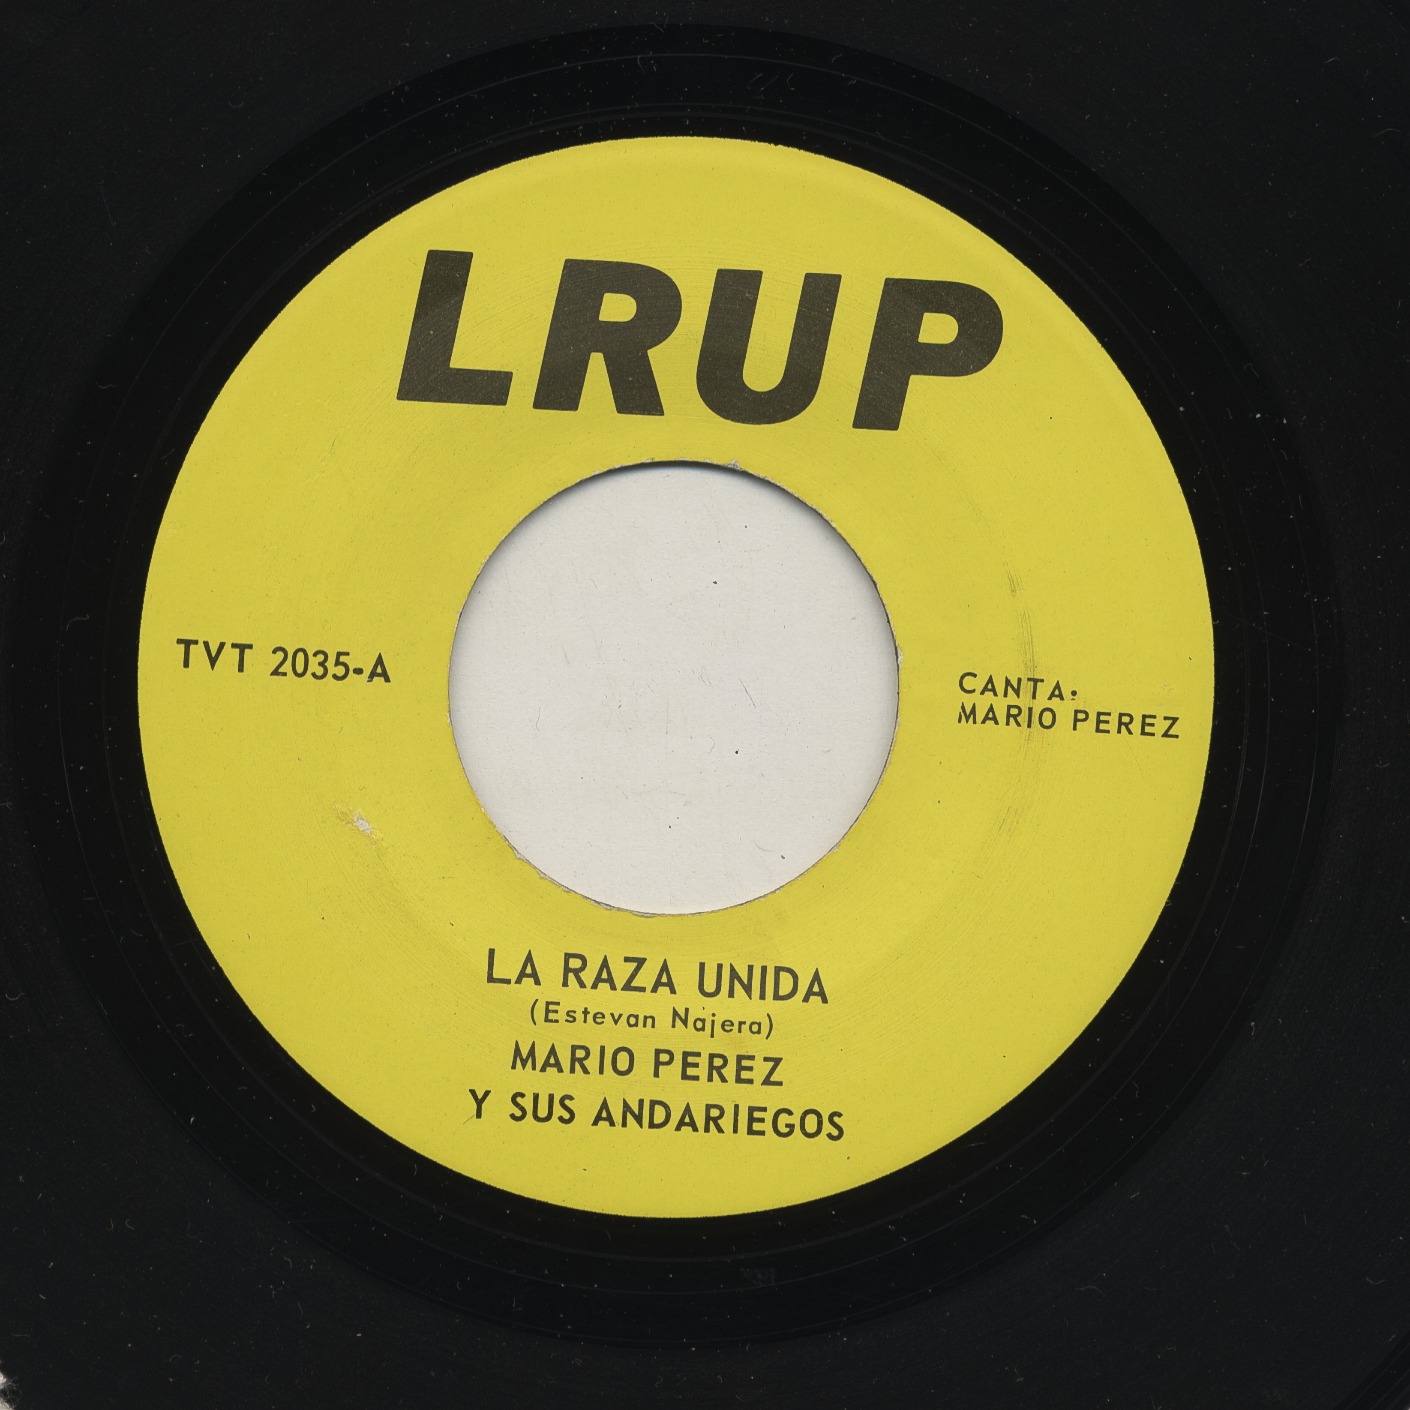 LRUP
TVT 2035-A
CANTA:
MARIO PEREZ
LA RAZA UNIDA
(Estevan Najera)
MARIO PEREZ
Y SUS ANDARIEGOS